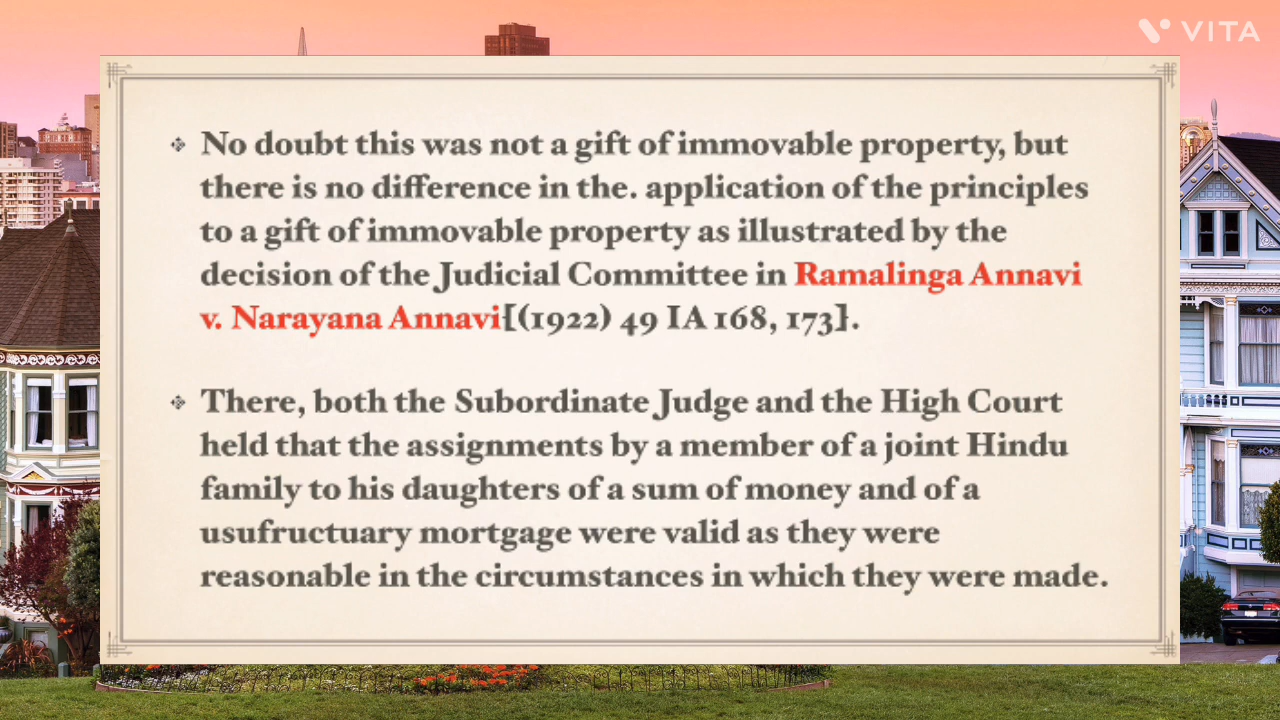 VITA
No doubt this was not a gift of immovable property, but
there is no difference in the. application of the principles
to a gift of immovable property as illustrated by the
decision of the Judicial Committee in Ramalinga Annavi
v. Narayana Annavi{[(1922) 49 IA 168, 173}.
There, both the Subordinate Judge and the High Court
held that the assignments by a member of a joint Hindu
family to his daughters of a sum of money and of a
usufructuary mortgage were valid as they were
reasonable in the circumstances in which they were made.